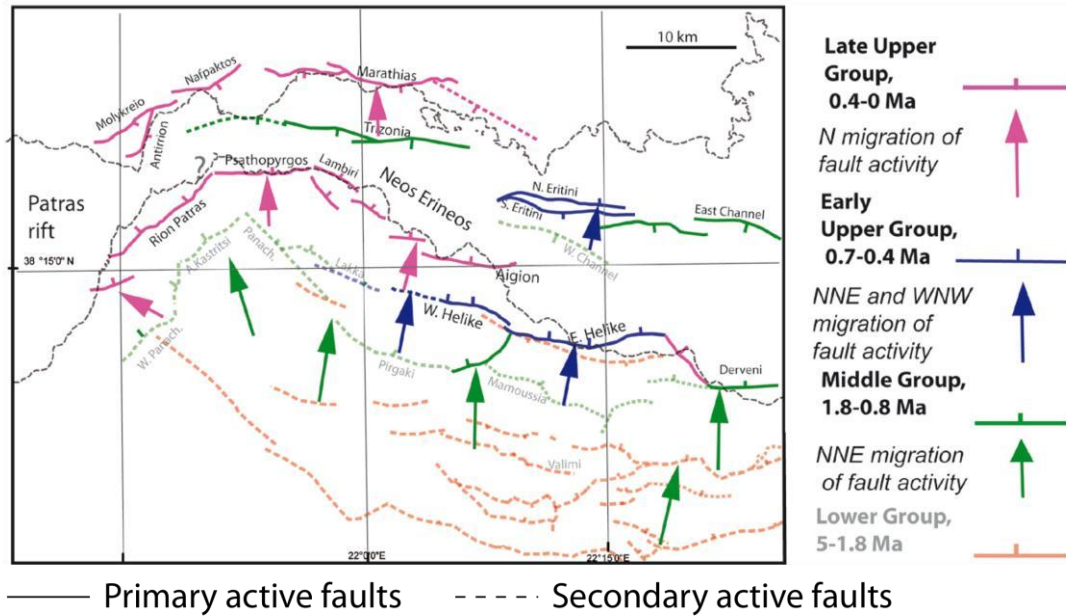 10 km
Nafpaktos
Marathias
Molykreio
Antirrion
Trizonia
?
Psathopyrgos
Lambiri
Neos Erineos
N. Eritini
S. Eritini
East Channel
W. Channel
Patras
rift
Rion Patras
A.Kastritsi
Panach.
Lakka
38 °15'0" N
Aigion
W. Helike
E. Helike
W. Panach.
Pirgaki
Mamoussia
Derveni
Valimi
22°0'0"E
22°15'0"E
Late Upper
Group,
0.4-0 Ma
N migration of
fault activity
Early
Upper Group,
0.7-0.4 Ma
NNE and WNW
migration of
fault activity
Middle Group,
1.8-0.8 Ma
NNE migration
of fault activity
Lower Group,
5-1.8 Ma
Primary active faults
Secondary active faults